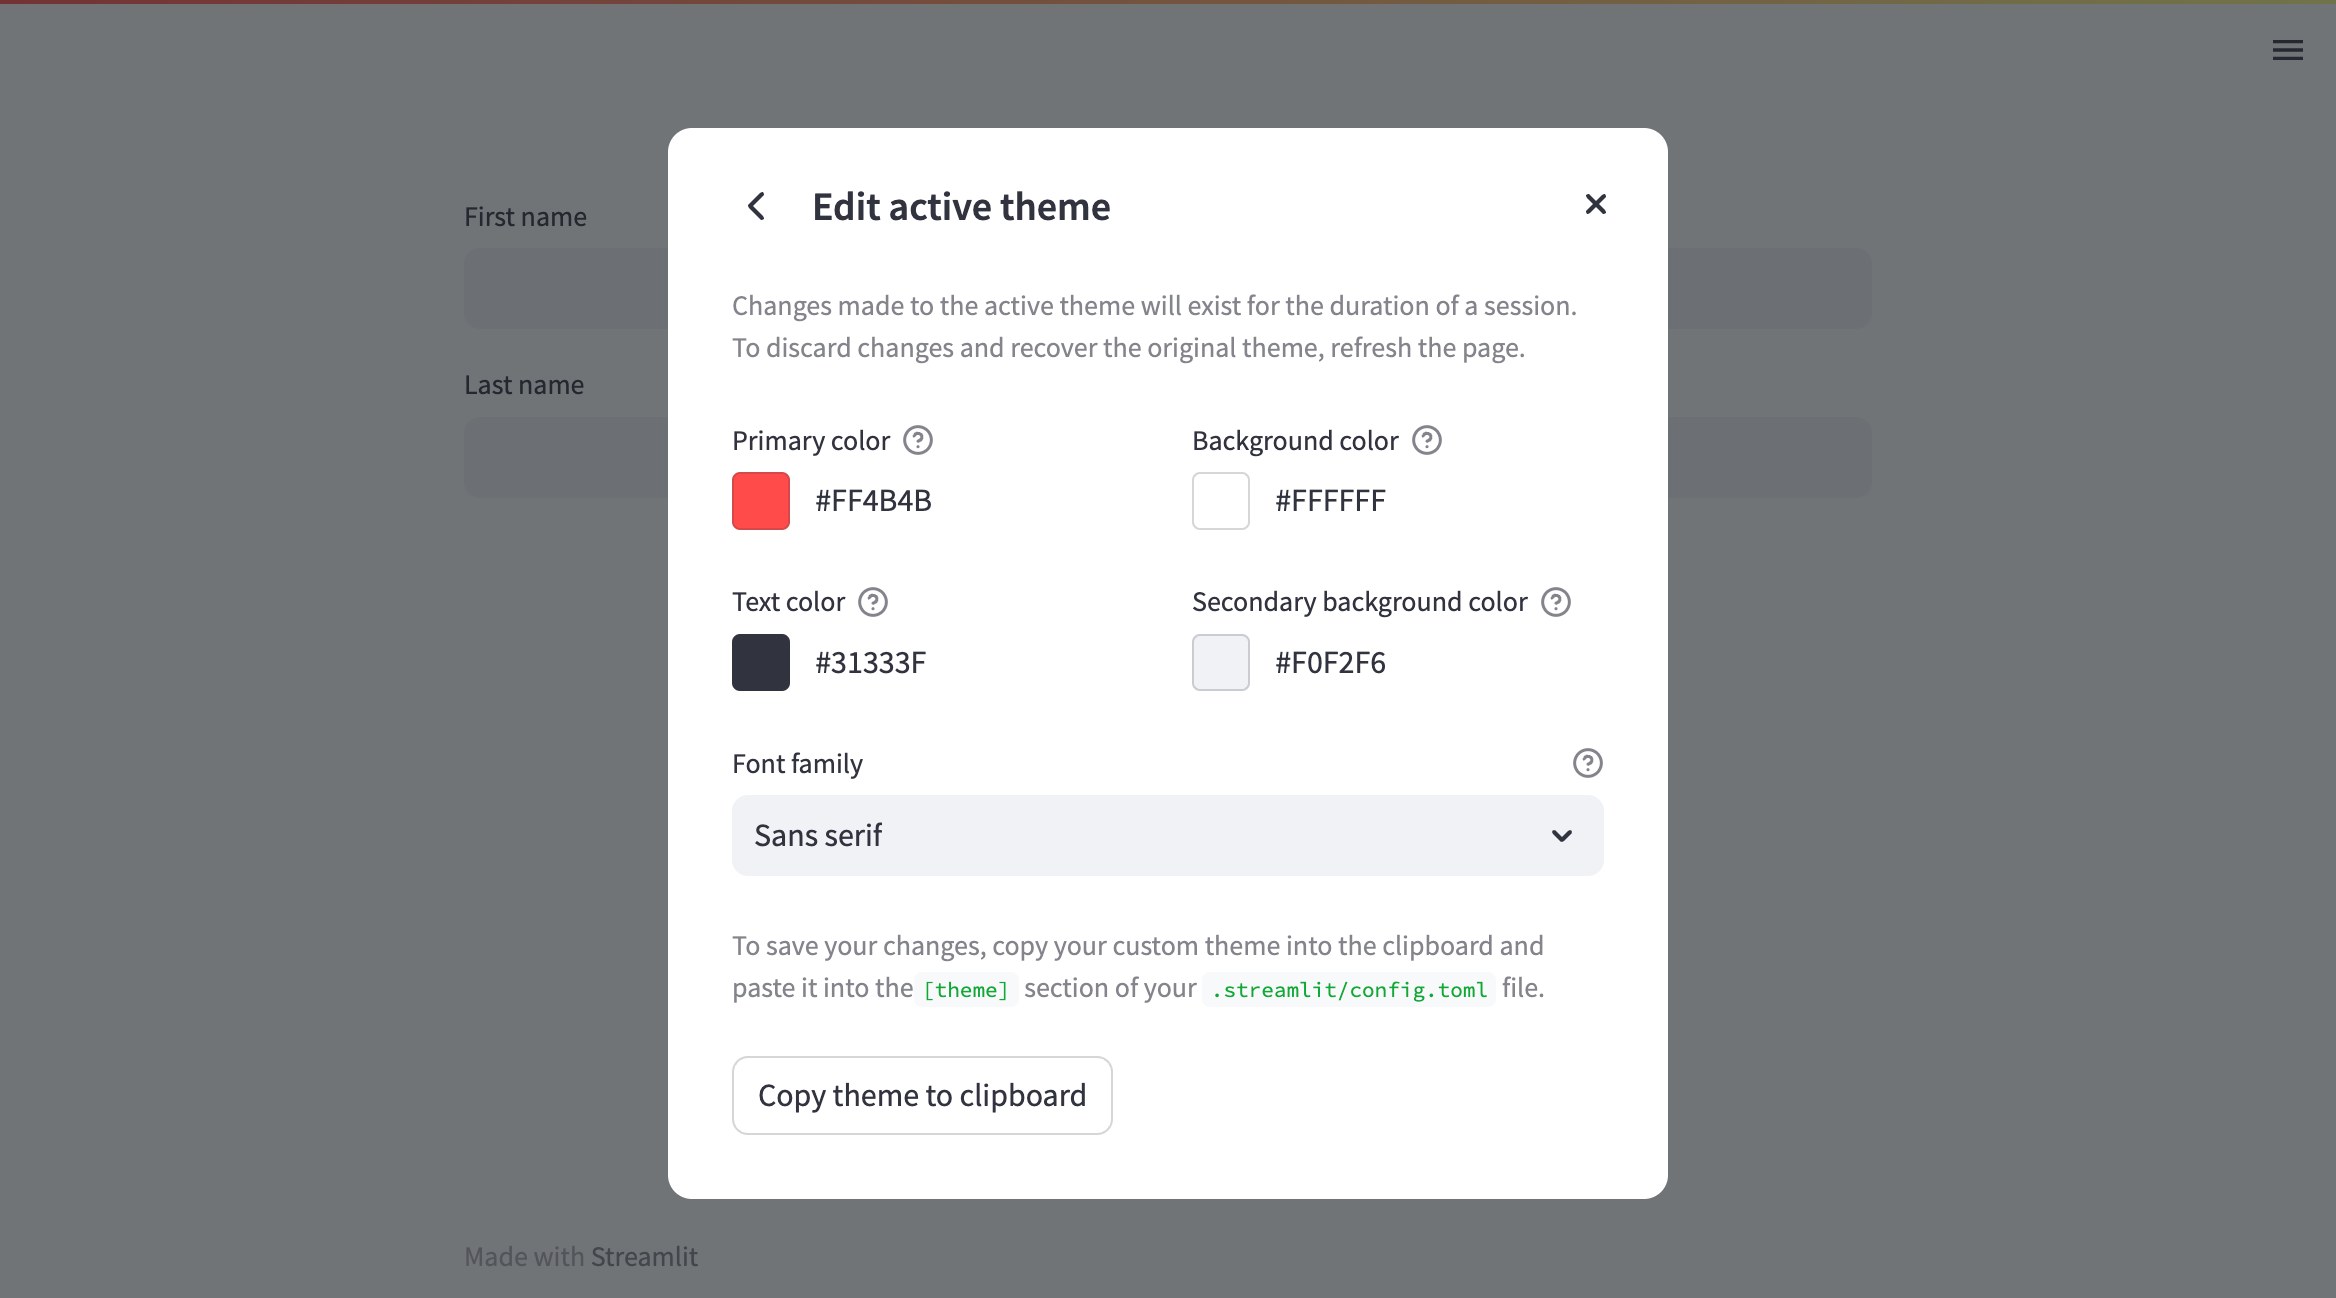 Edit active theme
First name
Changes made to the active theme will exist for the duration of a session.
To discard changes and recover the original theme, refresh the page.
Last name
Primary color
Background color
#FF4B4B
#FFFFFF
Text color
Secondary background color
#31333F
#F0F2F6
Font family
Sans serif
To save your changes, copy your custom theme into the clipboard and
paste it into the [theme] section of your .streamlit/config.toml file.
Copy theme to clipboard
Made with Streamlit